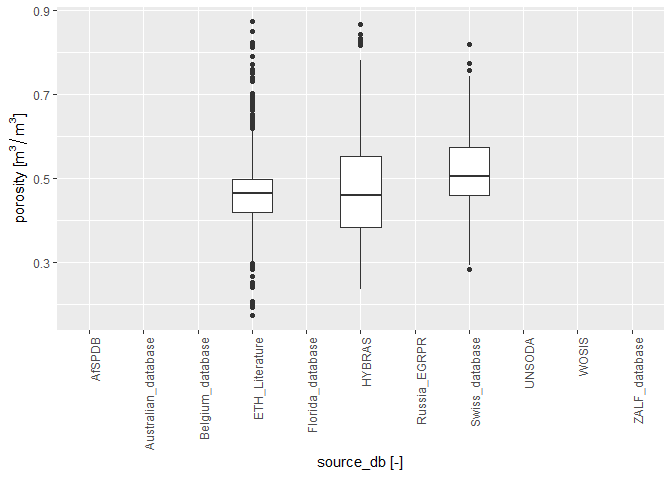 0.9
0.7
0.5
0.3
porosity [m³/ m³]
AfSPDB
Australian_database
Belgium_database
ETH_Literature
Florida_database
HYBRAS
Russia_EGRPR
Swiss_database
UNSODA
WOSIS
ZALF_database
source_db [-]